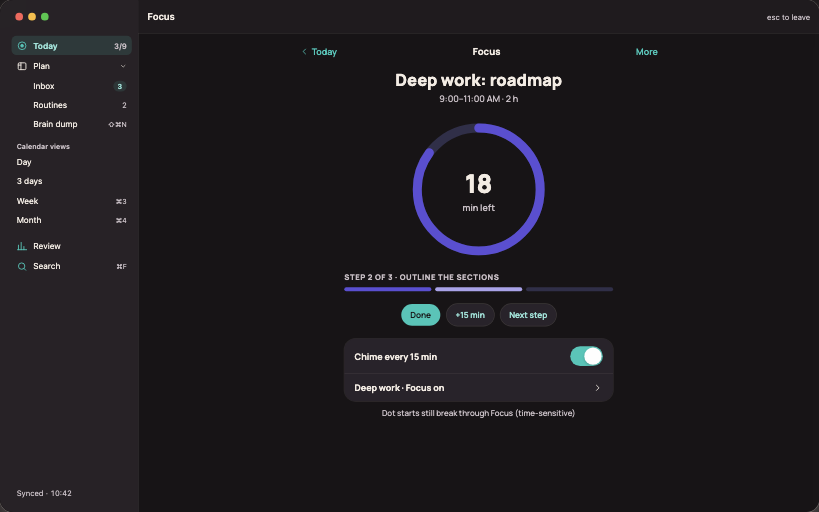 Focus
esc to leave
Today 3/9
Plan
Inbox 3
Routines 2
Brain dump ⇧⌘N
Calendar views
Day
3 days
Week ⌘3
Month ⌘4
Review
Search ⌘F
Synced · 10:42
Today
Focus
More
Deep work: roadmap
9:00–11:00 AM · 2 h
18
min left
STEP 2 OF 3 · OUTLINE THE SECTIONS
Done
+15 min
Next step
Chime every 15 min
Deep work · Focus on
Dot starts still break through Focus (time-sensitive)